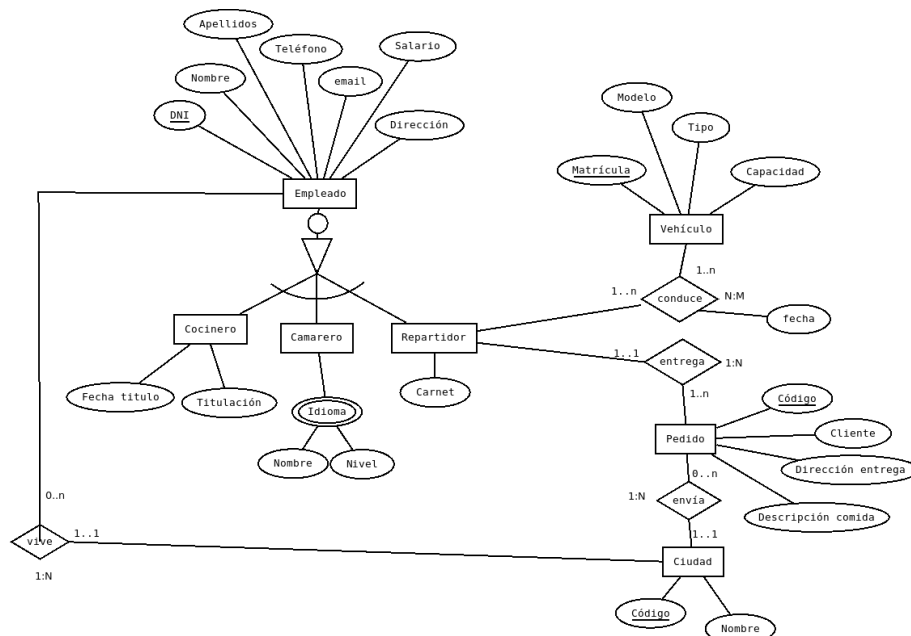 Apellidos
Teléfono
Salario
Nombre
email
DNI
Dirección
Empleado
Modelo
Tipo
Matrícula
Capacidad
Vehículo
1..n
1..n
N:M
conduce
fecha
Cocinero
Camarero
Repartidor
1..1
entrega
1:N
1..n
Fecha titulo
Titulación
Idioma
Carnet
Nombre
Nivel
Código
Cliente
Pedido
Dirección entrega
0..n
1:N
envía
Descripción comida
1..1
Ciudad
Código
Nombre
0..n
vive
1..1
1:N